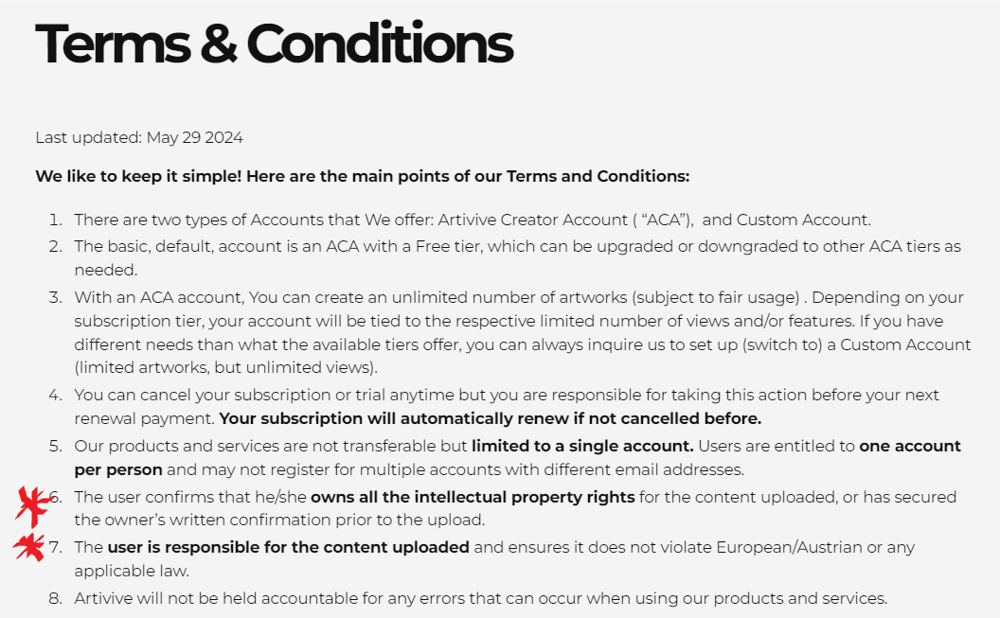 Terms & Conditions
Last updated: May 29 2024
We like to keep it simple! Here are the main points of our Terms and Conditions:
1. There are two types of Accounts that We offer: Artivive Creator Account ( “ACA”),  and Custom Account.
2. The basic, default, account is an ACA with a Free tier, which can be upgraded or downgraded to other ACA tiers as
needed.
3. With an ACA account, You can create an unlimited number of artworks (subject to fair usage) . Depending on your
subscription tier, your account will be tied to the respective limited number of views and/or features. If you have
different needs than what the available tiers offer, you can always inquire us to set up (switch to) a Custom Account
(limited artworks, but unlimited views).
4. You can cancel your subscription or trial anytime but you are responsible for taking this action before your next
renewal payment. Your subscription will automatically renew if not cancelled before.
5. Our products and services are not transferable but limited to a single account. Users are entitled to one account
per person and may not register for multiple accounts with different email addresses.
6. The user confirms that he/she owns all the intellectual property rights for the content uploaded, or has secured
the owner’s written confirmation prior to the upload.
7. The user is responsible for the content uploaded and ensures it does not violate European/Austrian or any
applicable law.
8. Artivive will not be held accountable for any errors that can occur when using our products and services.